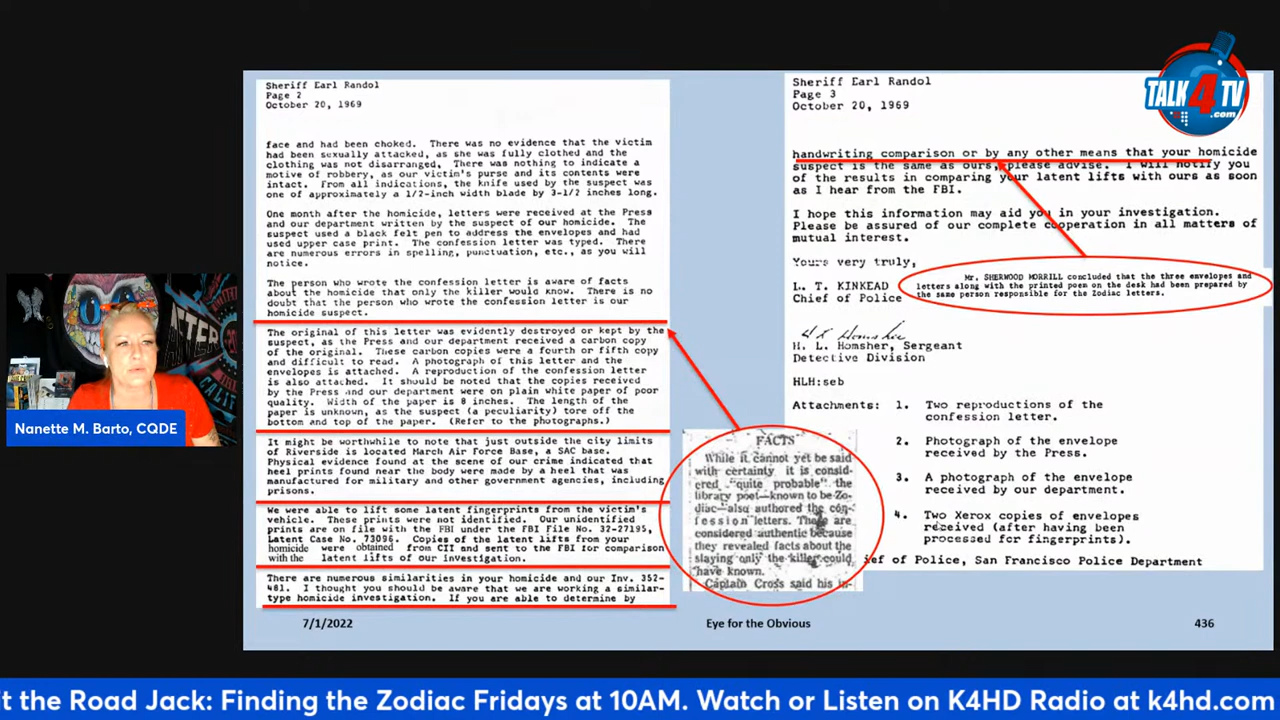 Sheriff Earl Randol
Page 2
October 20, 1969
face and had been choked. There was no evidence that the victim
had been sexually attacked, as she was fully clothed and the
clothing was not disarranged. There was nothing to indicate a
motive of robbery, as our victim's purse and its contents were
intact. From all indications, the knife used by the suspect was
one of approximately a 1/2-inch width blade by 3-1/2 inches long.
One month after the homicide, letters were received at the Press
and our department written by the suspect of our homicide. The
suspect used a black felt pen to address the envelopes and had
used upper case print. The confession letter was typed. There
are numerous errors in spelling, punctuation, etc., as you will
notice.
The person who wrote the confession letter is aware of facts
about the homicide that only the killer would know. There is no
doubt that the person who wrote the confession letter is our
homicide suspect.
The original of this letter was evidently destroyed or kept by the
suspect, as the Press and our department received a carbon copy
of the original. These carbon copies were a fourth or fifth copy
and difficult to read. A photograph of this letter and the
envelopes is attached. A reproduction of the confession letter
is also attached. It should be noted that the copies received
by the Press and our department were on plain white paper of poor
quality. Width of the paper is 8 inches. The length of the
paper is unknown, as the suspect (a peculiarity) tore off the
bottom and top of the paper. (Refer to the photographs.)
It might be worthwhile to note that just outside the city limits
of Riverside is located March Air Force Base, a SAC base.
Physical evidence found at the scene of our crime indicated that
heel prints found near the body were made by a heel that was
manufactured for military and other government agencies, including
prisons.
We were able to lift some latent fingerprints from the victim's
vehicle. These prints were not identified. Our unidentified
prints are on file with the FBI under the FBI File No. 32-27195,
Latent Case No. 73096. Copies of the latent lifts from your
homicide were obtained from CII and sent to the FBI for comparison
with the latent lifts of our investigation.
There are numerous similarities in your homicide and our Inv. 352-
481. I thought you should be aware that we are working a similar-
type homicide investigation. If you are able to determine by
Sheriff Earl Randol
Page 3
October 20, 1969
handwriting comparison or by any other means that your homicide
suspect is the same as ours, please advise. I will notify you
of the results in comparing your latent lifts with ours as soon
as I hear from the FBI.
I hope this information may aid you in your investigation.
Please be assured of our complete cooperation in all matters of
mutual interest.
Yours very truly,
L. T. KINKEAD
Chief of Police
Mr. SHERWOOD MORRILL concluded that the three envelopes and
letters along with the printed poem on the desk had been prepared by
the same person responsible for the Zodiac letters.
H. L. Homsher, Sergeant
Detective Division
HLH:seb
Attachments: 1. Two reproductions of the
confession letter.
2. Photograph of the envelope
received by the Press.
3. A photograph of the envelope
received by our department.
4. Two Xerox copies of envelopes
received (after having been
processed for fingerprints).
ef of Police, San Francisco Police Department
FACTS
While it cannot yet be said
with certainty it is consid-
ered "quite probable" the
library poet—known to be Zo-
diac—also authored the con-
fession letters. These are
considered authentic because
they revealed facts about the
slaying only the killer could
have known.
Captain Cross said his in-
7/1/2022
Eye for the Obvious
436
TALK4TV
.com
AFTER
CALIF
Nanette M. Barto, CQDE
it the Road Jack: Finding the Zodiac Fridays at 10AM. Watch or Listen on K4HD Radio at k4hd.com